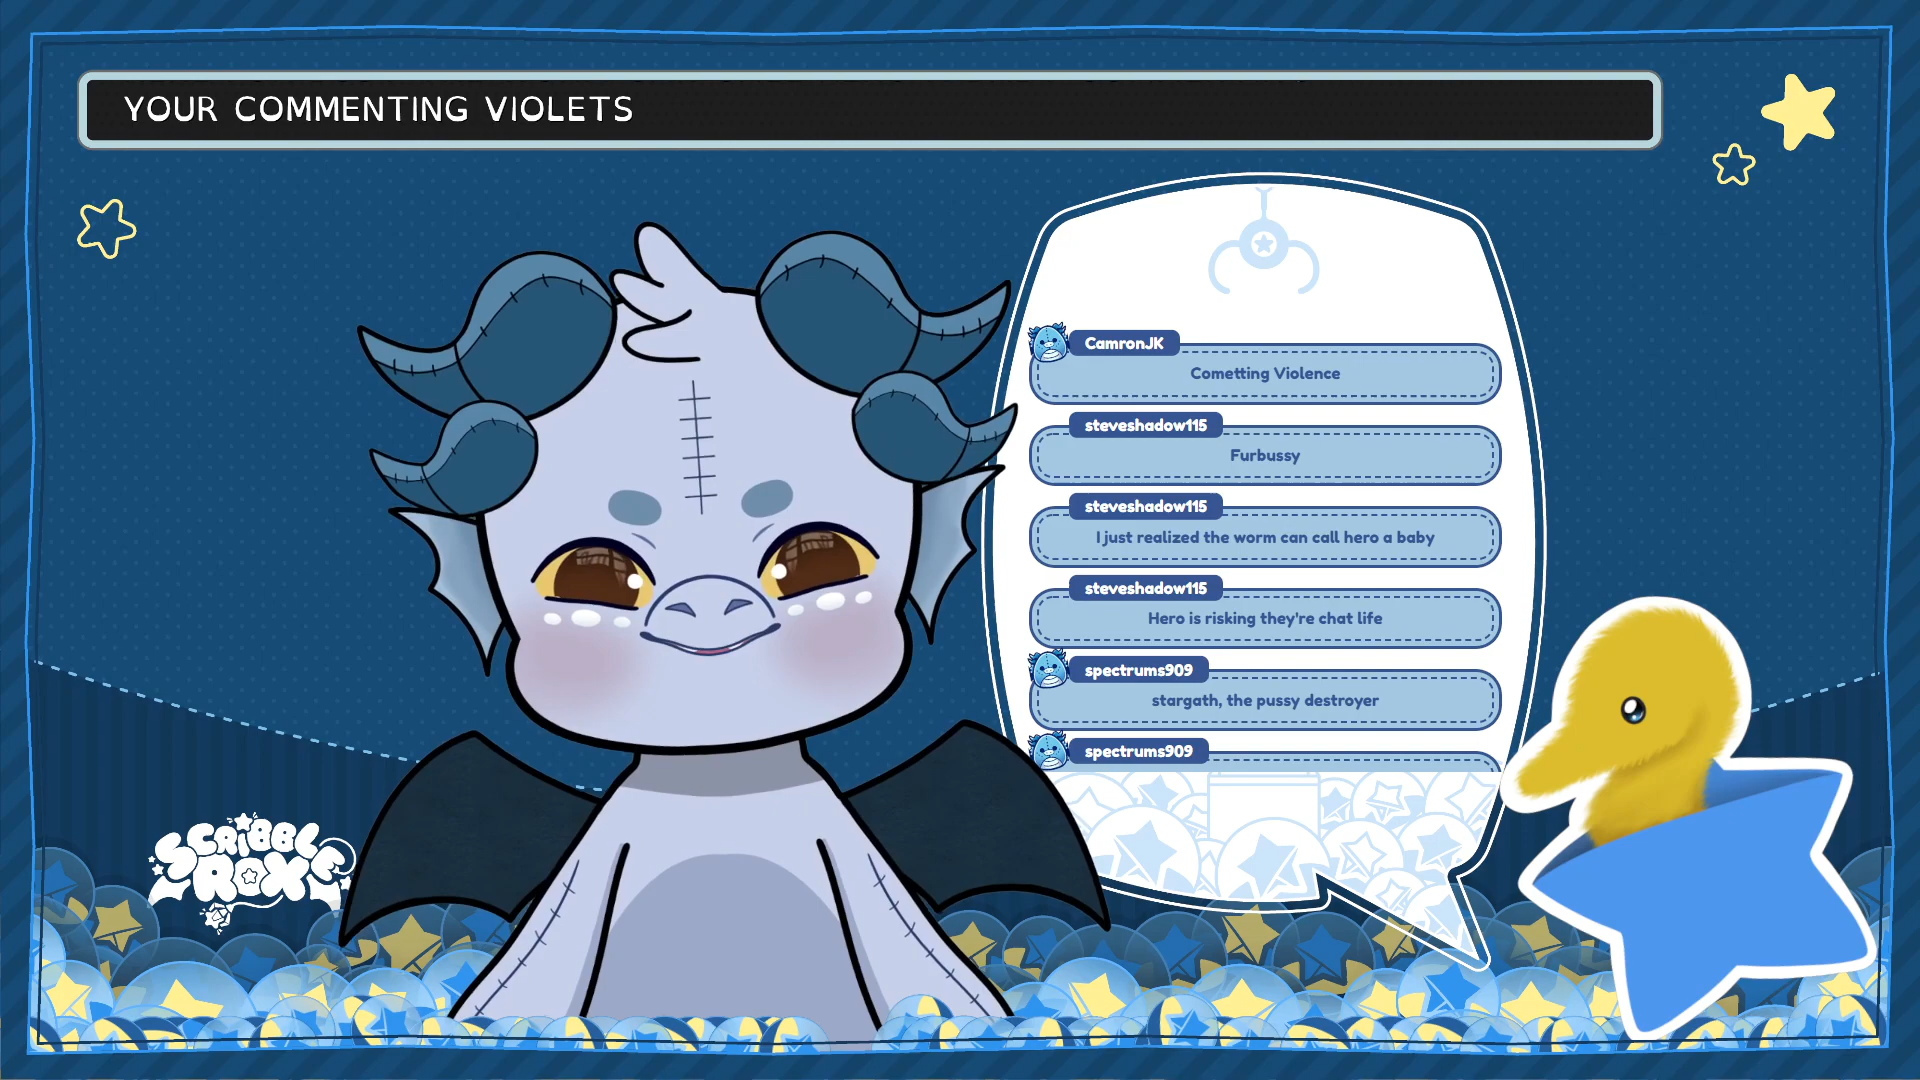 YOUR COMMENTING VIOLETS
CamronJK
Cometting Violence
steveshadow115
Furbussy
steveshadow115
I just realized the worm can call hero a baby
steveshadow115
Hero is risking they're chat life
spectrums909
stargath, the pussy destroyer
spectrums909
SCRIBBLE
ROXY